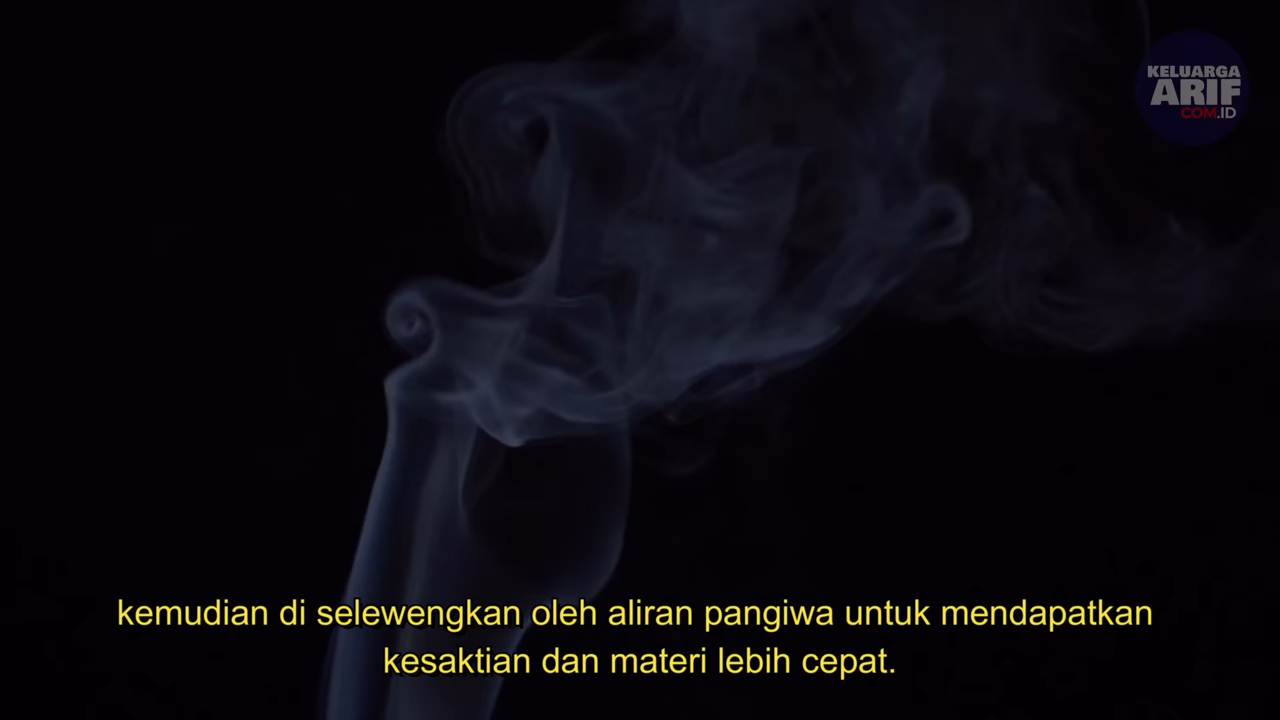 KELUARGA
ARIF
COM.ID
kemudian di selewengkan oleh aliran pangiwa untuk mendapatkan
kesaktian dan materi lebih cepat.